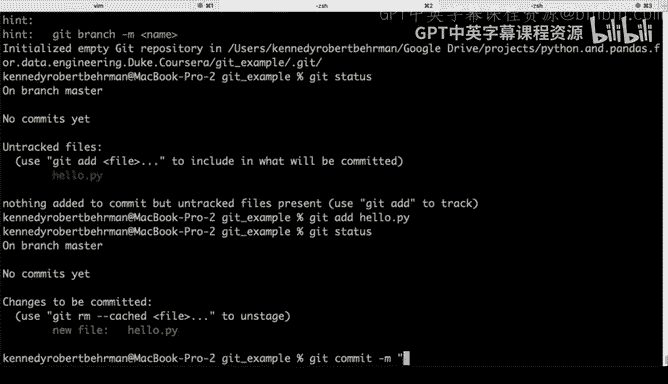 vim ⌘1 -zsh ⌘2 -zsh ⌘3
hint:
hint:   git branch -m <name>
Initialized empty Git repository in /Users/kennedyrobertbehrman/Google Drive/projects/python.and.pandas.f
or.data.engineering.Duke.Coursera/git_example/.git/
kennedyrobertbehrman@MacBook-Pro-2 git_example % git status
On branch master
No commits yet
Untracked files:
  (use "git add <file>..." to include in what will be committed)
        hello.py
nothing added to commit but untracked files present (use "git add" to track)
kennedyrobertbehrman@MacBook-Pro-2 git_example % git add hello.py
kennedyrobertbehrman@MacBook-Pro-2 git_example % git status
On branch master
No commits yet
Changes to be committed:
  (use "git rm --cached <file>..." to unstage)
        new file:   hello.py
kennedyrobertbehrman@MacBook-Pro-2 git_example % git commit -m "
GPT中英字幕课程资源 bilibili